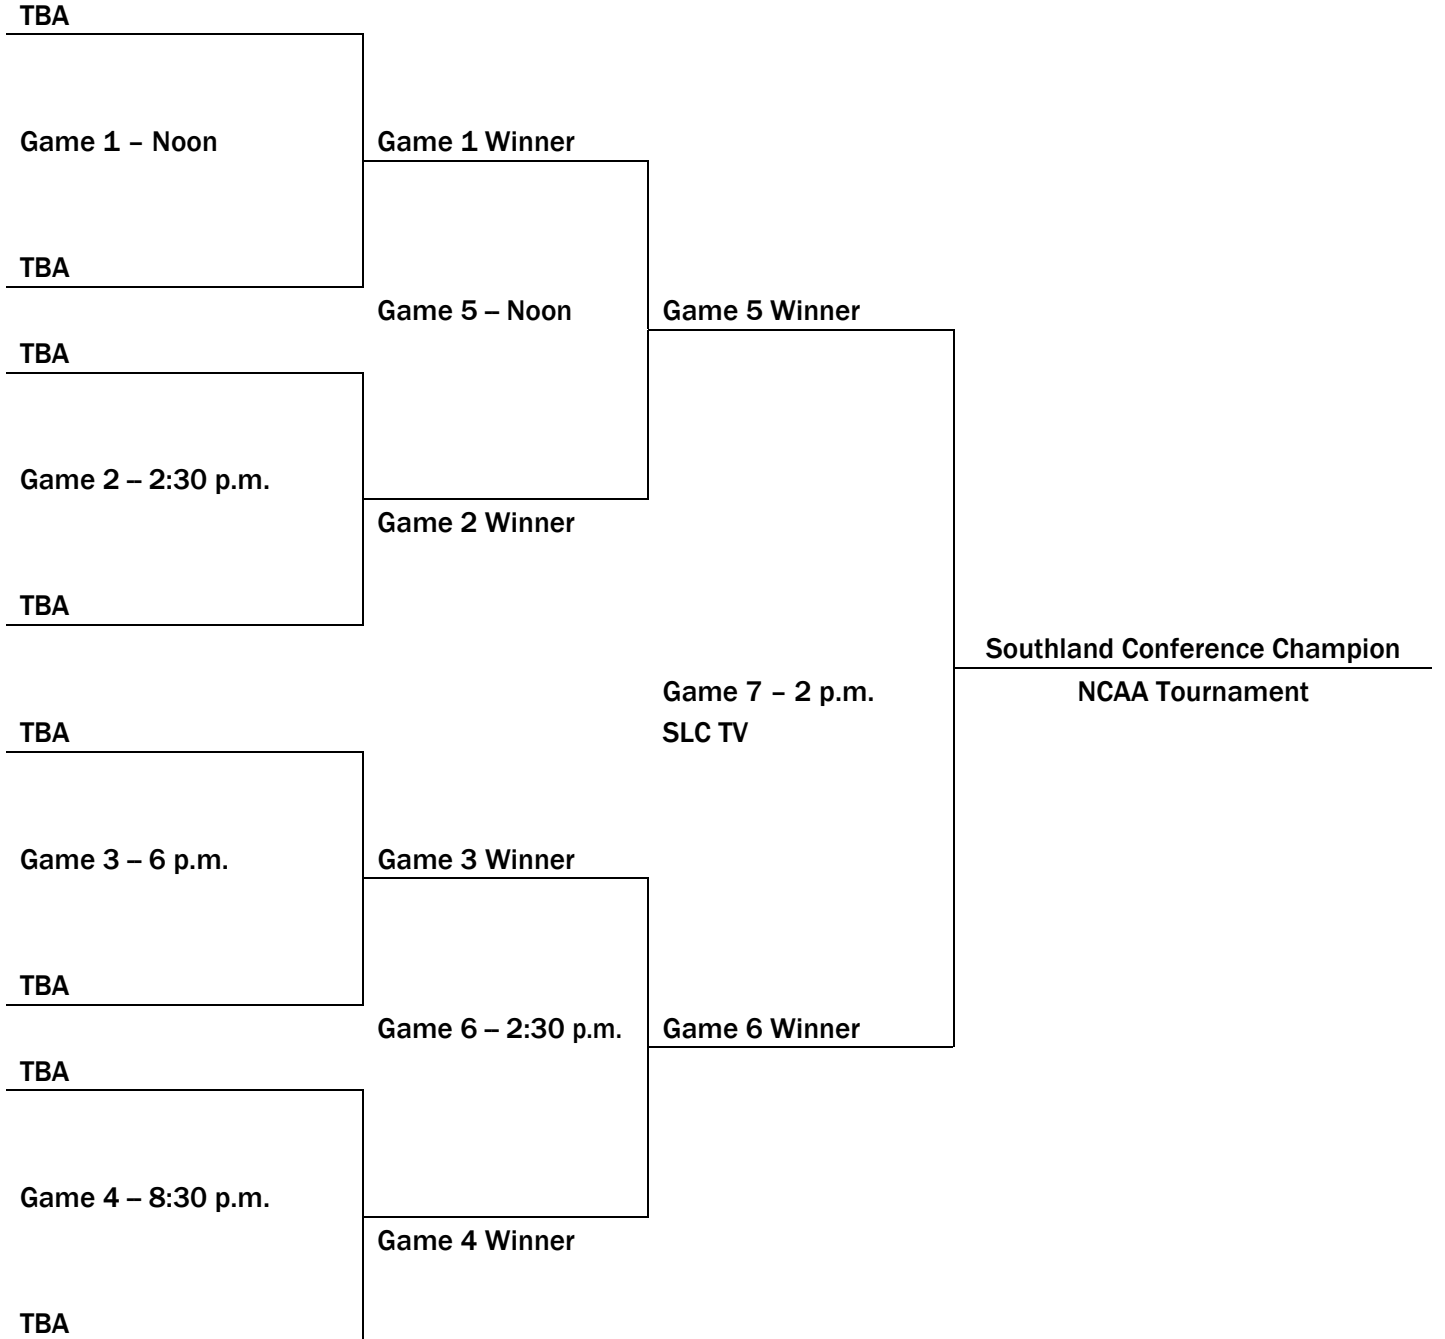 TBA
Game 1 – Noon
Game 1 Winner
TBA
Game 5 – Noon
Game 5 Winner
TBA
Game 2 – 2:30 p.m.
Game 2 Winner
TBA
Southland Conference Champion
Game 7 – 2 p.m.
NCAA Tournament
SLC TV
TBA
Game 3 – 6 p.m.
Game 3 Winner
TBA
Game 6 – 2:30 p.m.
Game 6 Winner
TBA
Game 4 – 8:30 p.m.
Game 4 Winner
TBA